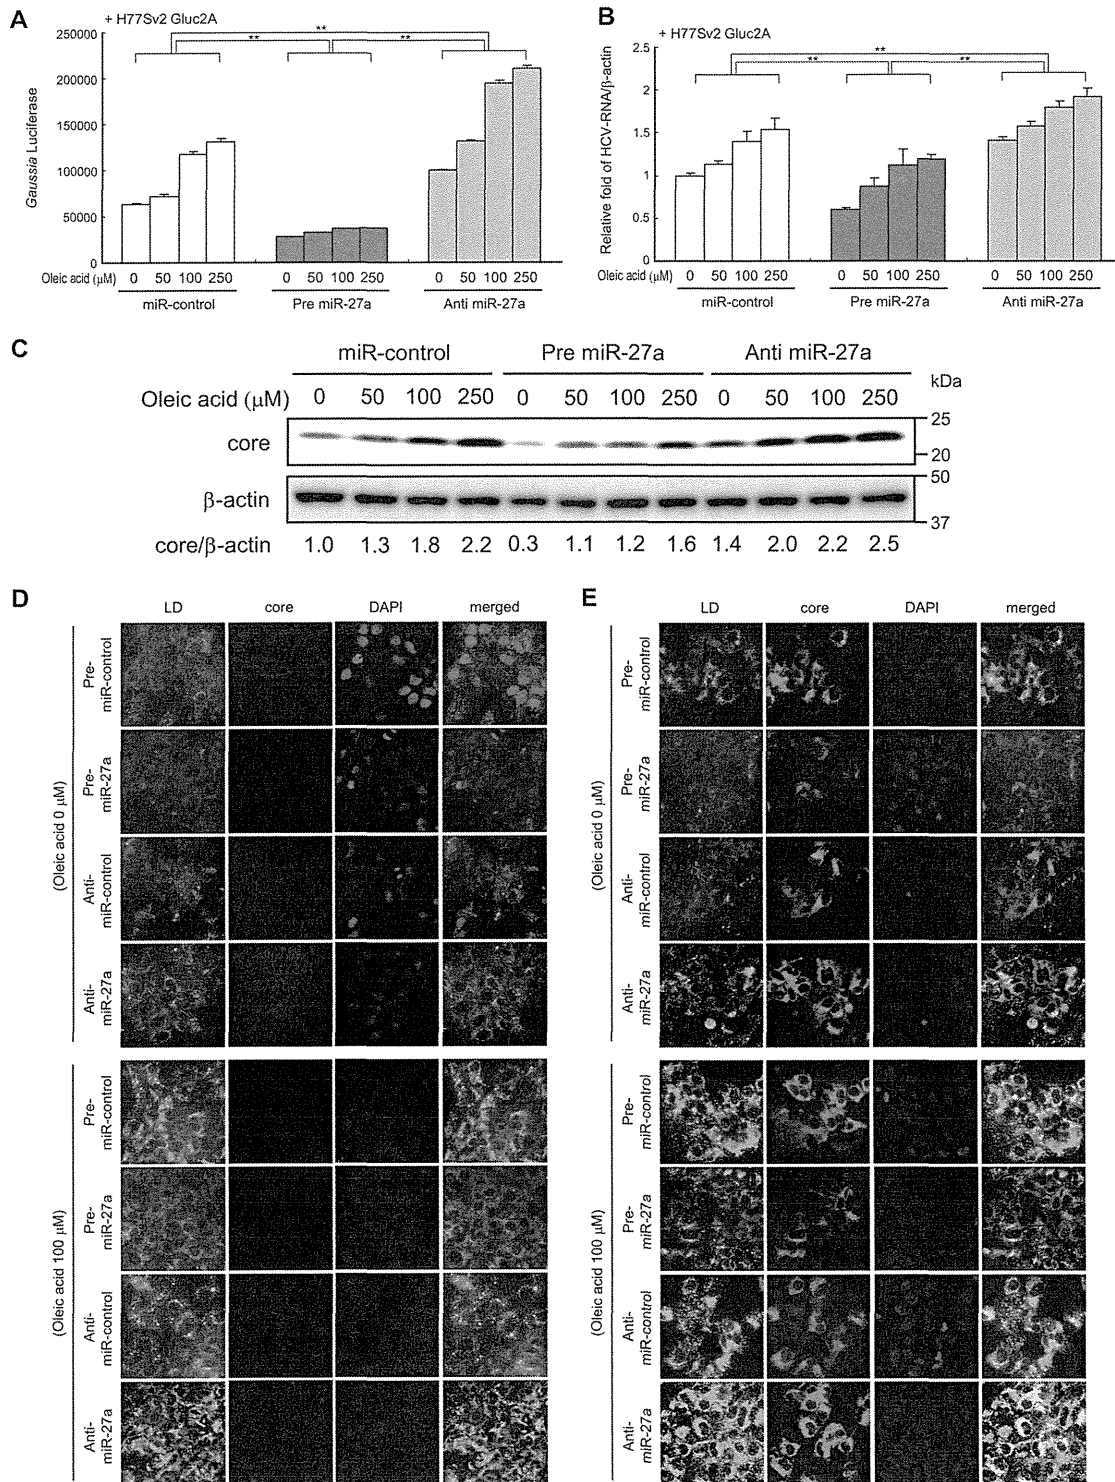 A
+ H77Sv2 Gluc2A
**
**
**
250000
200000
150000
100000
50000
0
Gaussia Luciferase
Oleic acid (μM) 0 50 100 250 0 50 100 250 0 50 100 250
miR-control Pre miR-27a Anti miR-27a
B
+ H77Sv2 Gluc2A
**
**
**
2.5
2
1.5
1
0.5
0
Relative fold of HCV-RNA/β-actin
Oleic acid (μM) 0 50 100 250 0 50 100 250 0 50 100 250
miR-control Pre miR-27a Anti miR-27a
C
miR-control Pre miR-27a Anti miR-27a
kDa
Oleic acid (μM) 0 50 100 250 0 50 100 250 0 50 100 250
core
25
20
β-actin
50
37
core/β-actin 1.0 1.3 1.8 2.2 0.3 1.1 1.2 1.6 1.4 2.0 2.2 2.5
D
LD core DAPI merged
(Oleic acid 0 μM)
Pre-
miR-control
Pre-
miR-27a
Anti-
miR-control
Anti-
miR-27a
(Oleic acid 100 μM)
Pre-
miR-control
Pre-
miR-27a
Anti-
miR-control
Anti-
miR-27a
E
LD core DAPI merged
(Oleic acid 0 μM)
Pre-
miR-control
Pre-
miR-27a
Anti-
miR-control
Anti-
miR-27a
(Oleic acid 100 μM)
Pre-
miR-control
Pre-
miR-27a
Anti-
miR-control
Anti-
miR-27a